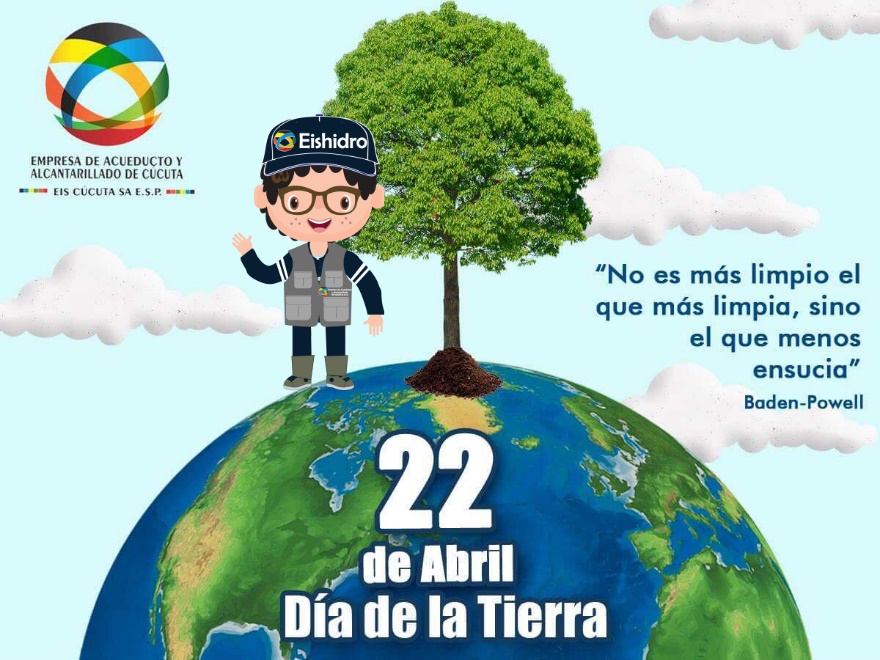 EMPRESA DE ACUEDUCTO Y
ALCANTARILLADO DE CUCUTA
EIS CÚCUTA SA E.S.P.
Eishidro
“No es más limpio el
que más limpia, sino
el que menos
ensucia”
Baden-Powell
22
de Abril
Día de la Tierra